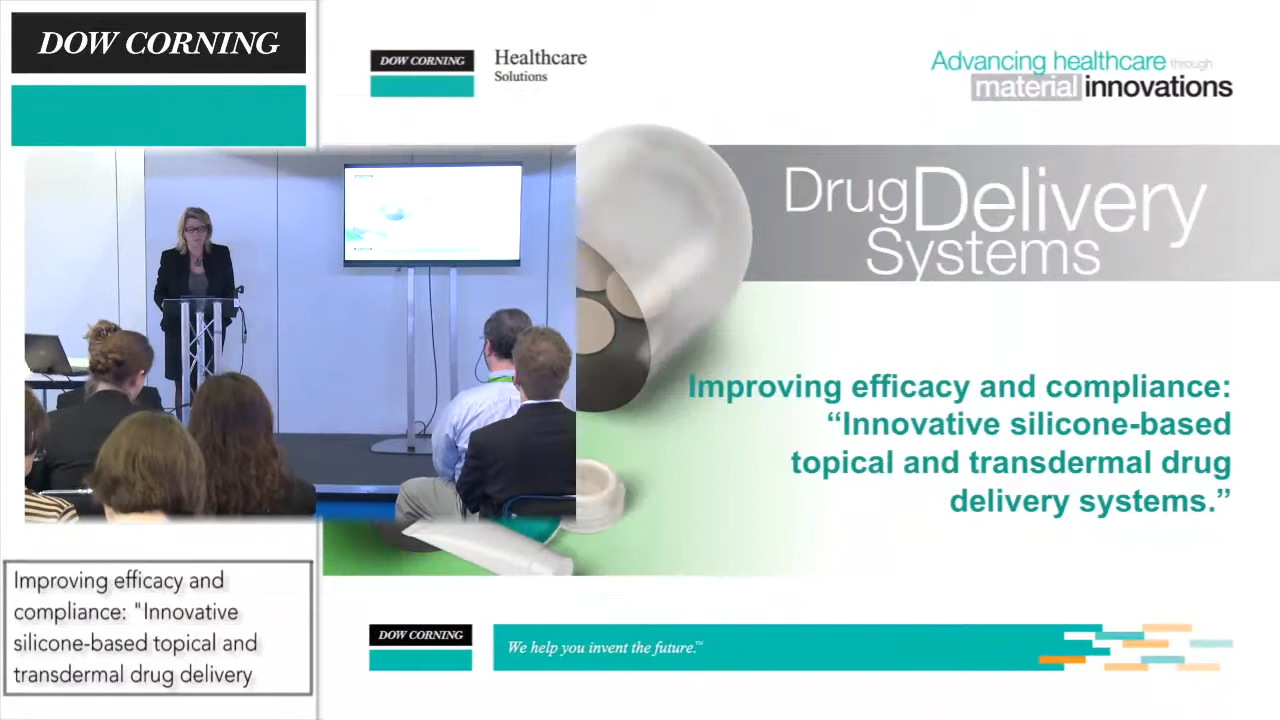 DOW CORNING
DOW CORNING
Healthcare
Solutions
Advancing healthcare through
material innovations
Drug Delivery
Systems
Improving efficacy and compliance:
“Innovative silicone-based
topical and transdermal drug
delivery systems.”
Improving efficacy and
compliance: "Innovative
silicone-based topical and
transdermal drug delivery
DOW CORNING
We help you invent the future.™